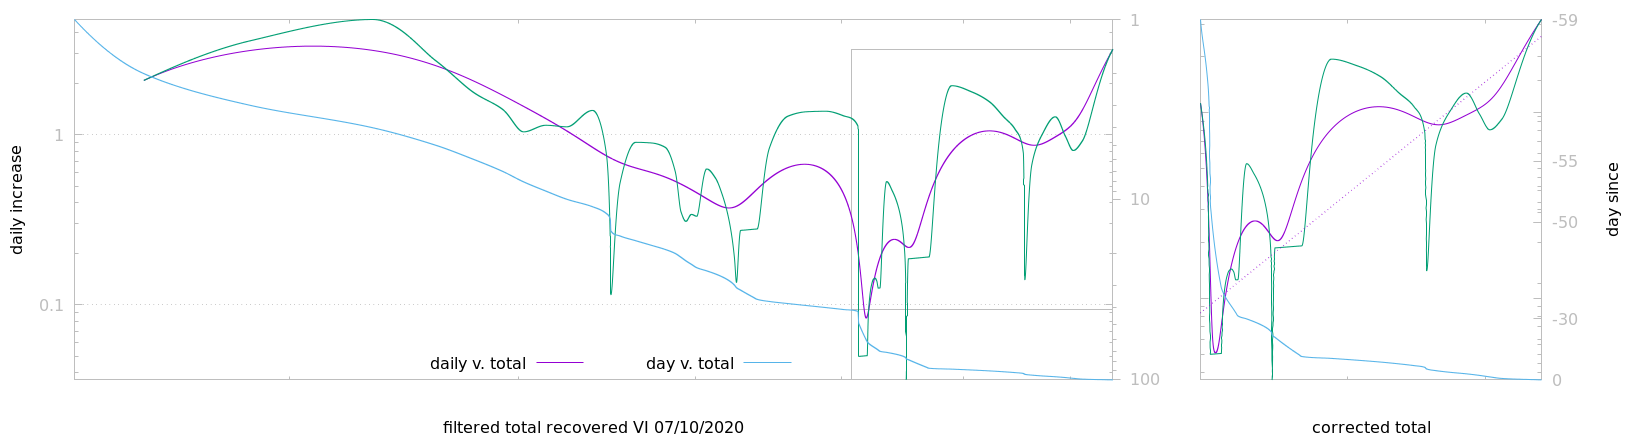 daily increase
1
0.1
daily v. total
day v. total
1
10
100
filtered total recovered VI 07/10/2020
-59
-55
-50
-30
0
day since
corrected total